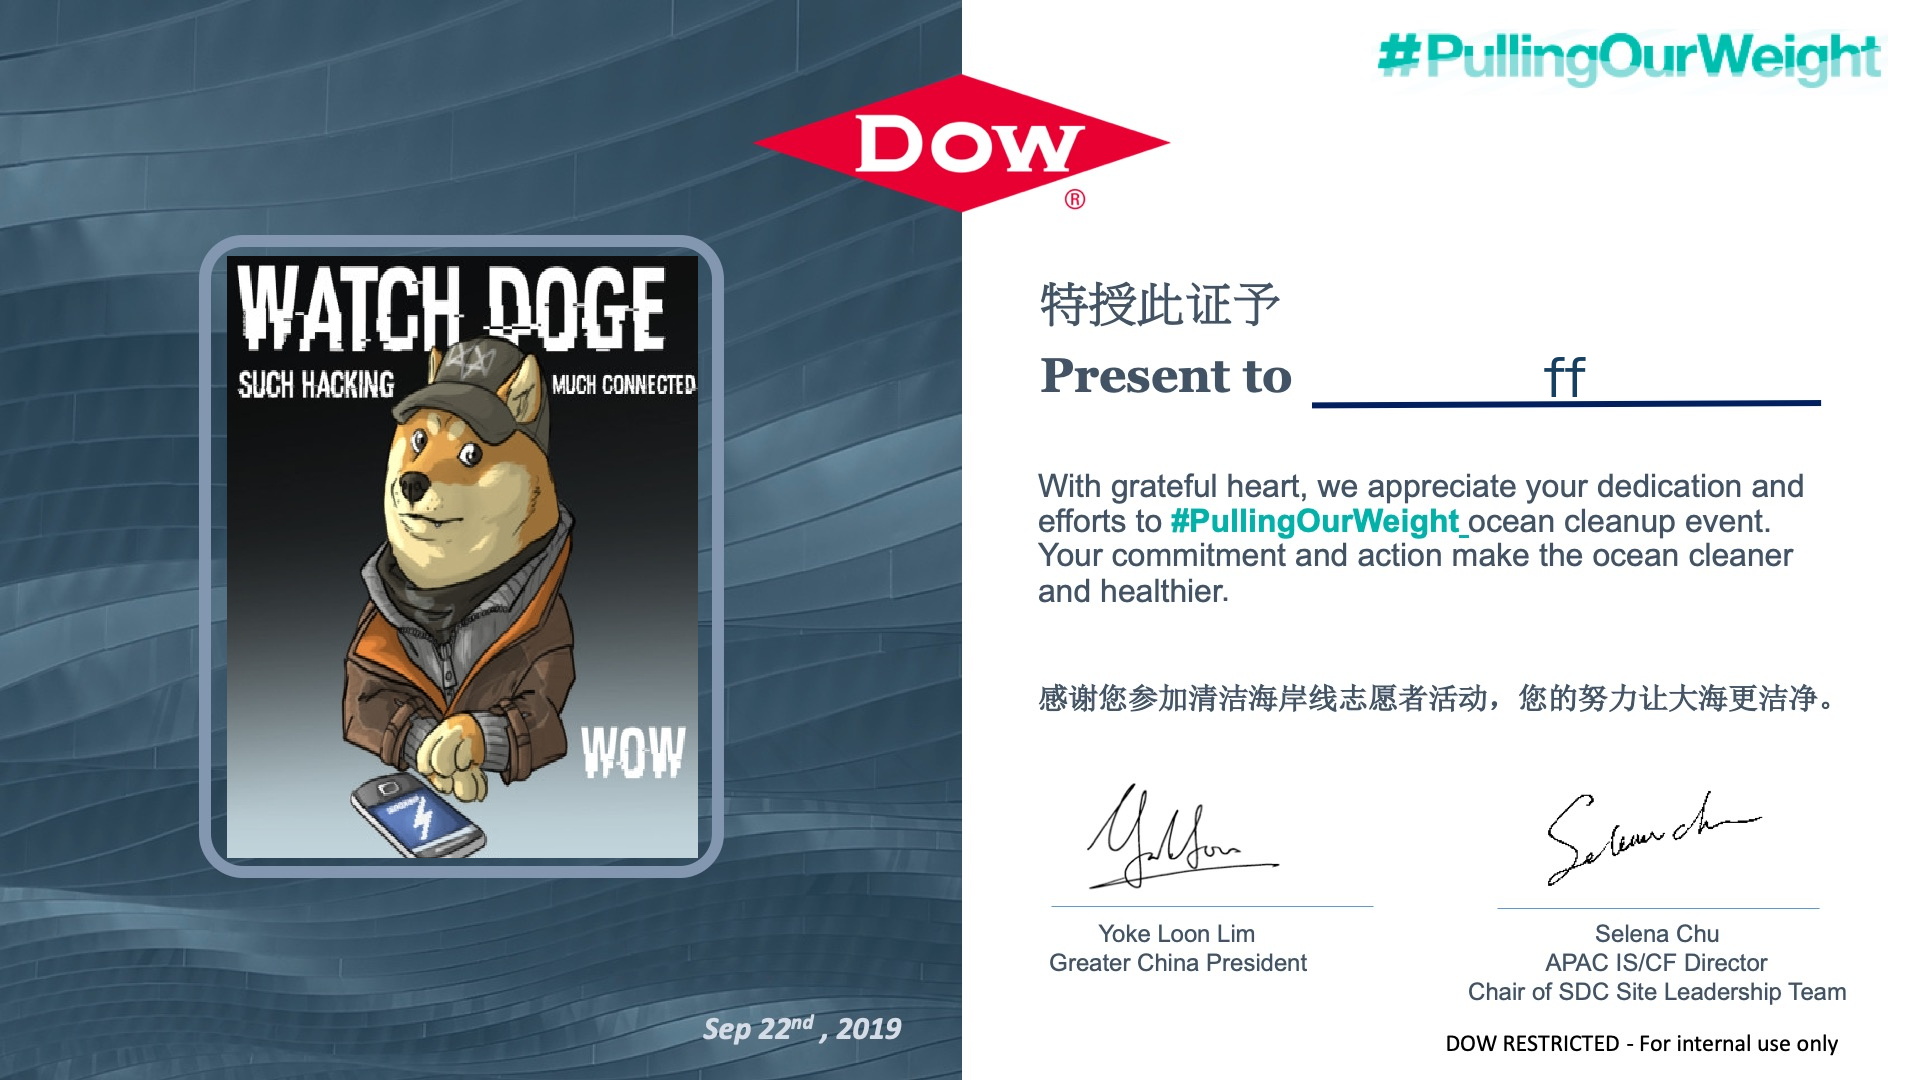 #PullingOurWeight
DOW
®
WATCH DOGE
SUCH HACKING
MUCH CONNECTED
WOW
特授此证予
Present to ff
With grateful heart, we appreciate your dedication and
efforts to #PullingOurWeight ocean cleanup event.
Your commitment and action make the ocean cleaner
and healthier.
感谢您参加清洁海岸线志愿者活动，您的努力让大海更洁净。
Selena Chu
Yoke Loon Lim
Greater China President
Selena Chu
APAC IS/CF Director
Chair of SDC Site Leadership Team
Sep 22nd , 2019
DOW RESTRICTED - For internal use only